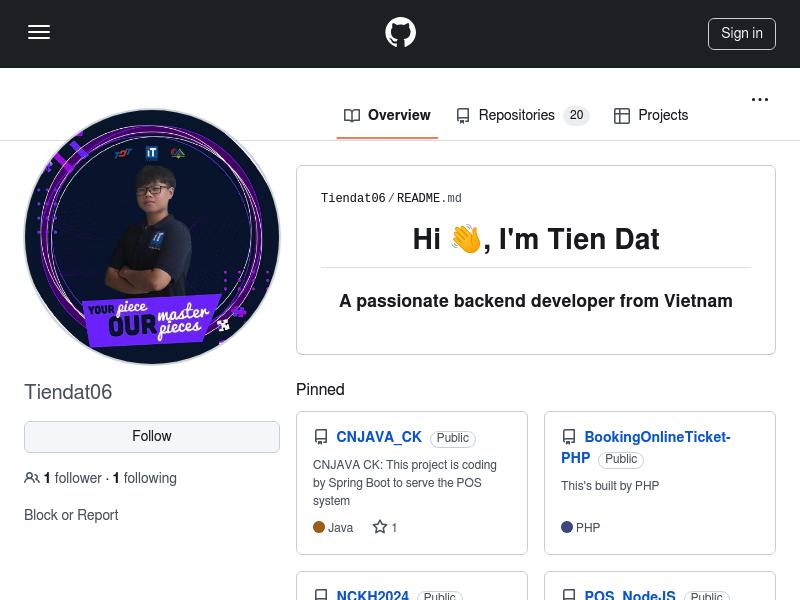 Sign in
Overview
Repositories 20
Projects
iT
YOUR piece
OUR master
pieces
Tiendat06/README.md
Hi 👋, I'm Tien Dat
A passionate backend developer from Vietnam
Tiendat06
Follow
1 follower · 1 following
Block or Report
Pinned
CNJAVA_CK Public
CNJAVA CK: This project is coding
by Spring Boot to serve the POS
system
Java 1
BookingOnlineTicket-
PHP Public
This's built by PHP
PHP
NCKH2024 Public
POS_NodeJS Public